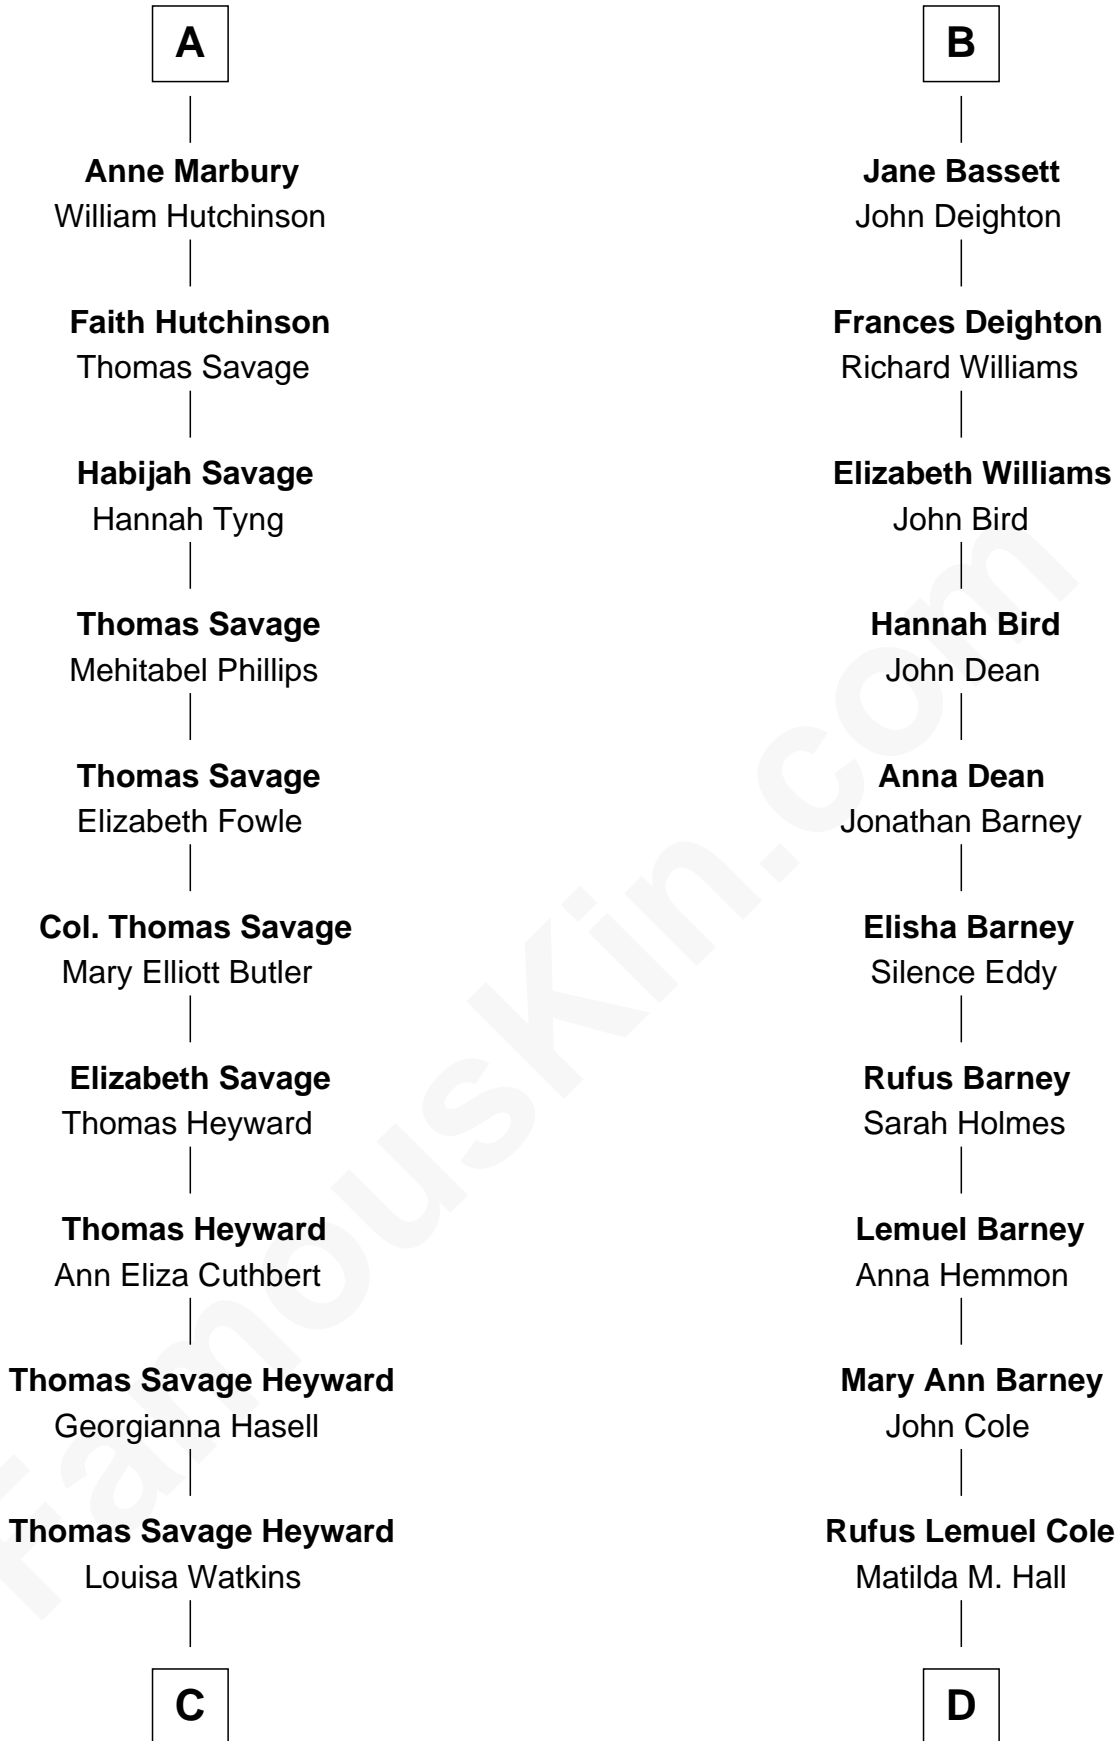 A
Anne Marbury
William Hutchinson
Faith Hutchinson
Thomas Savage
Habijah Savage
Hannah Tyng
Thomas Savage
Mehitabel Phillips
Thomas Savage
Elizabeth Fowle
Col. Thomas Savage
Mary Elliott Butler
Elizabeth Savage
Thomas Heyward
Thomas Heyward
Ann Eliza Cuthbert
Thomas Savage Heyward
Georgianna Hasell
Thomas Savage Heyward
Louisa Watkins
C
B
Jane Bassett
John Deighton
Frances Deighton
Richard Williams
Elizabeth Williams
John Bird
Hannah Bird
John Dean
Anna Dean
Jonathan Barney
Elisha Barney
Silence Eddy
Rufus Barney
Sarah Holmes
Lemuel Barney
Anna Hemmon
Mary Ann Barney
John Cole
Rufus Lemuel Cole
Matilda M. Hall
D
FamousKin.com